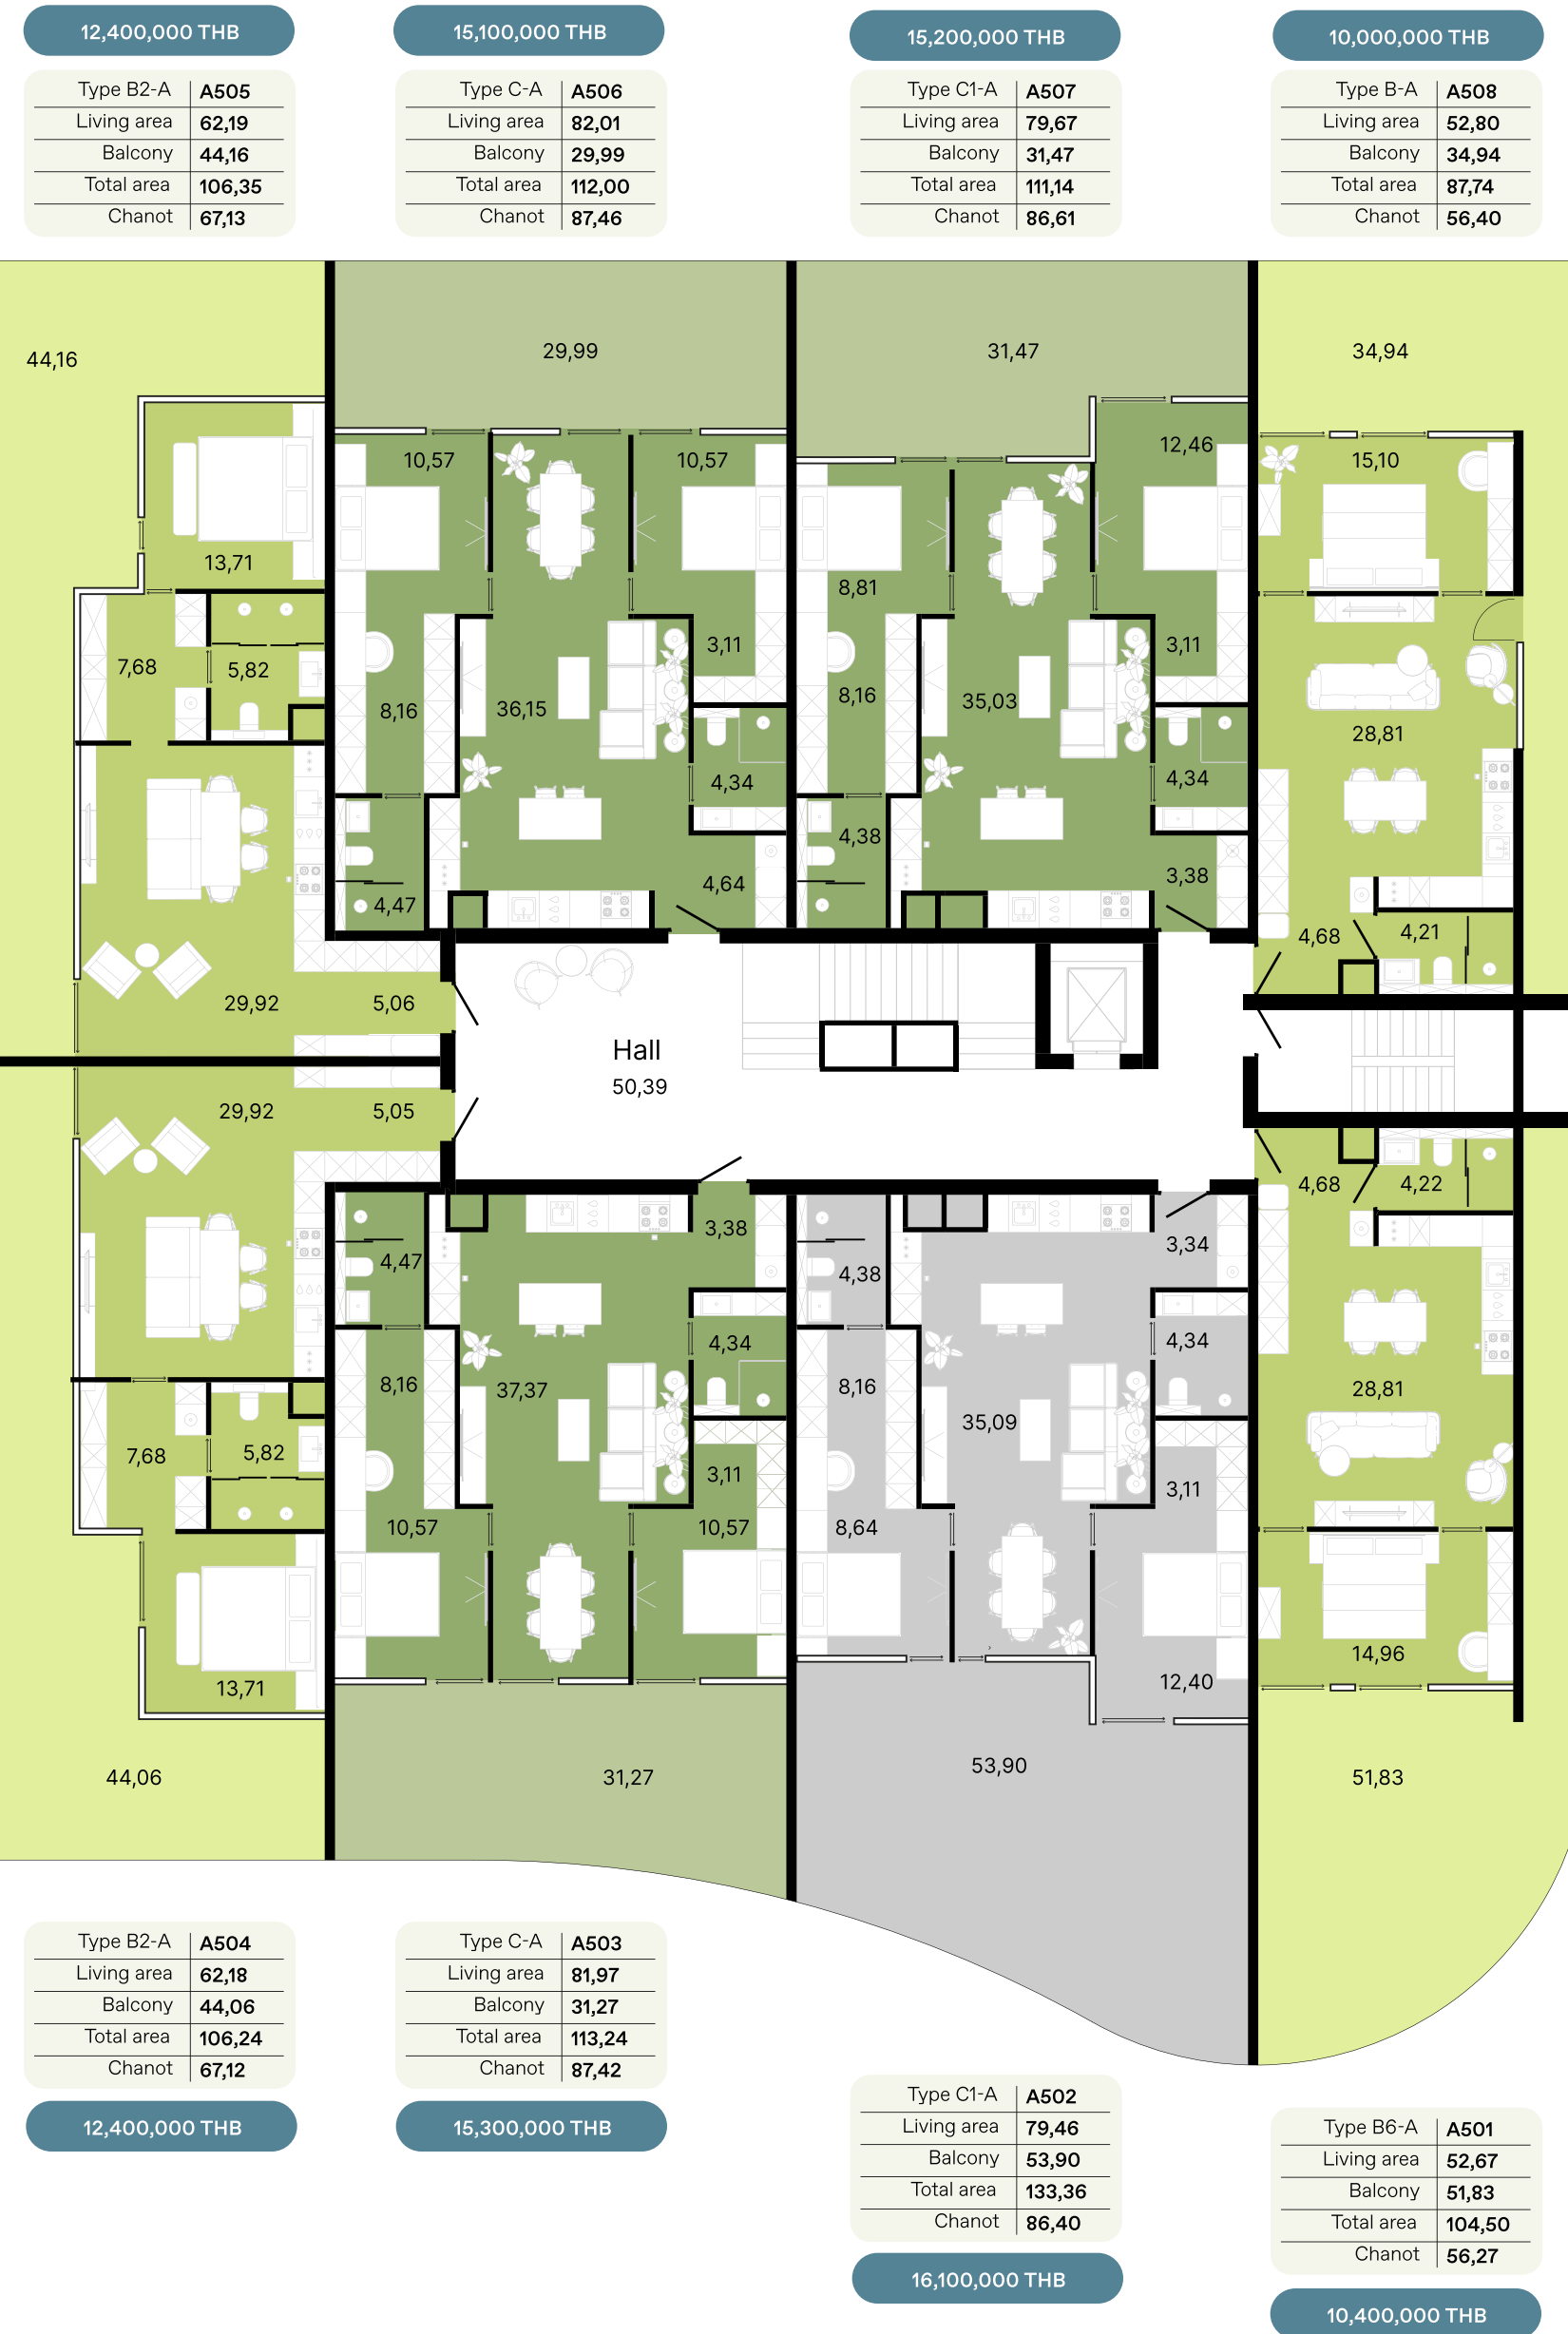 12,400,000 THB
15,100,000 THB
15,200,000 THB
10,000,000 THB
Type B2-A A505
Living area 62,19
Balcony 44,16
Total area 106,35
Chanot 67,13
Type C-A A506
Living area 82,01
Balcony 29,99
Total area 112,00
Chanot 87,46
Type C1-A A507
Living area 79,67
Balcony 31,47
Total area 111,14
Chanot 86,61
Type B-A A508
Living area 52,80
Balcony 34,94
Total area 87,74
Chanot 56,40
44,16
13,71
7,68
5,82
29,92
5,06
29,99
10,57
10,57
3,11
8,16
36,15
4,34
4,64
4,47
31,47
12,46
8,81
3,11
8,16
35,03
4,34
4,38
3,38
34,94
15,10
28,81
4,68
4,21
Hall
50,39
29,92
5,05
7,68
5,82
13,71
44,06
3,38
4,47
4,34
8,16
37,37
3,11
10,57
10,57
31,27
3,34
4,38
4,34
8,16
35,09
3,11
8,64
12,40
53,90
4,68
4,22
28,81
14,96
51,83
Type B2-A A504
Living area 62,18
Balcony 44,06
Total area 106,24
Chanot 67,12
12,400,000 THB
Type C-A A503
Living area 81,97
Balcony 31,27
Total area 113,24
Chanot 87,42
15,300,000 THB
Type C1-A A502
Living area 79,46
Balcony 53,90
Total area 133,36
Chanot 86,40
16,100,000 THB
Type B6-A A501
Living area 52,67
Balcony 51,83
Total area 104,50
Chanot 56,27
10,400,000 THB